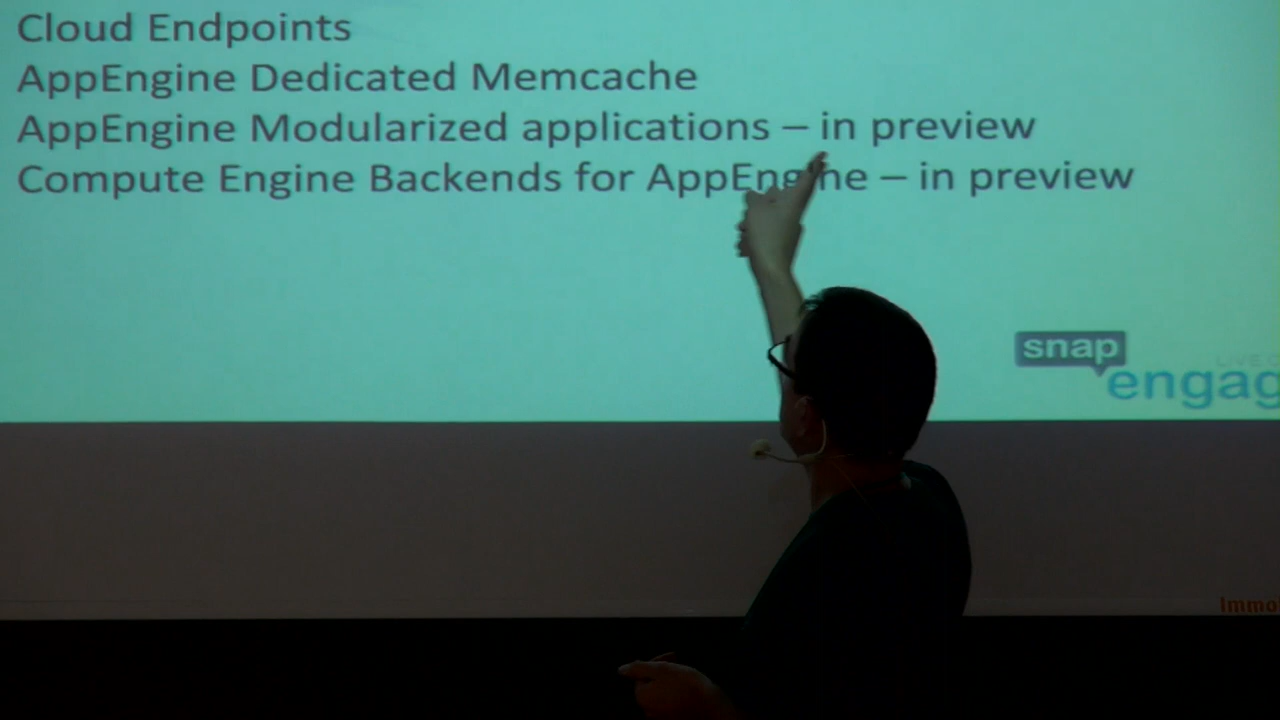 Cloud Endpoints
AppEngine Dedicated Memcache
AppEngine Modularized applications – in preview
Compute Engine Backends for AppEngine – in preview
snap
engag